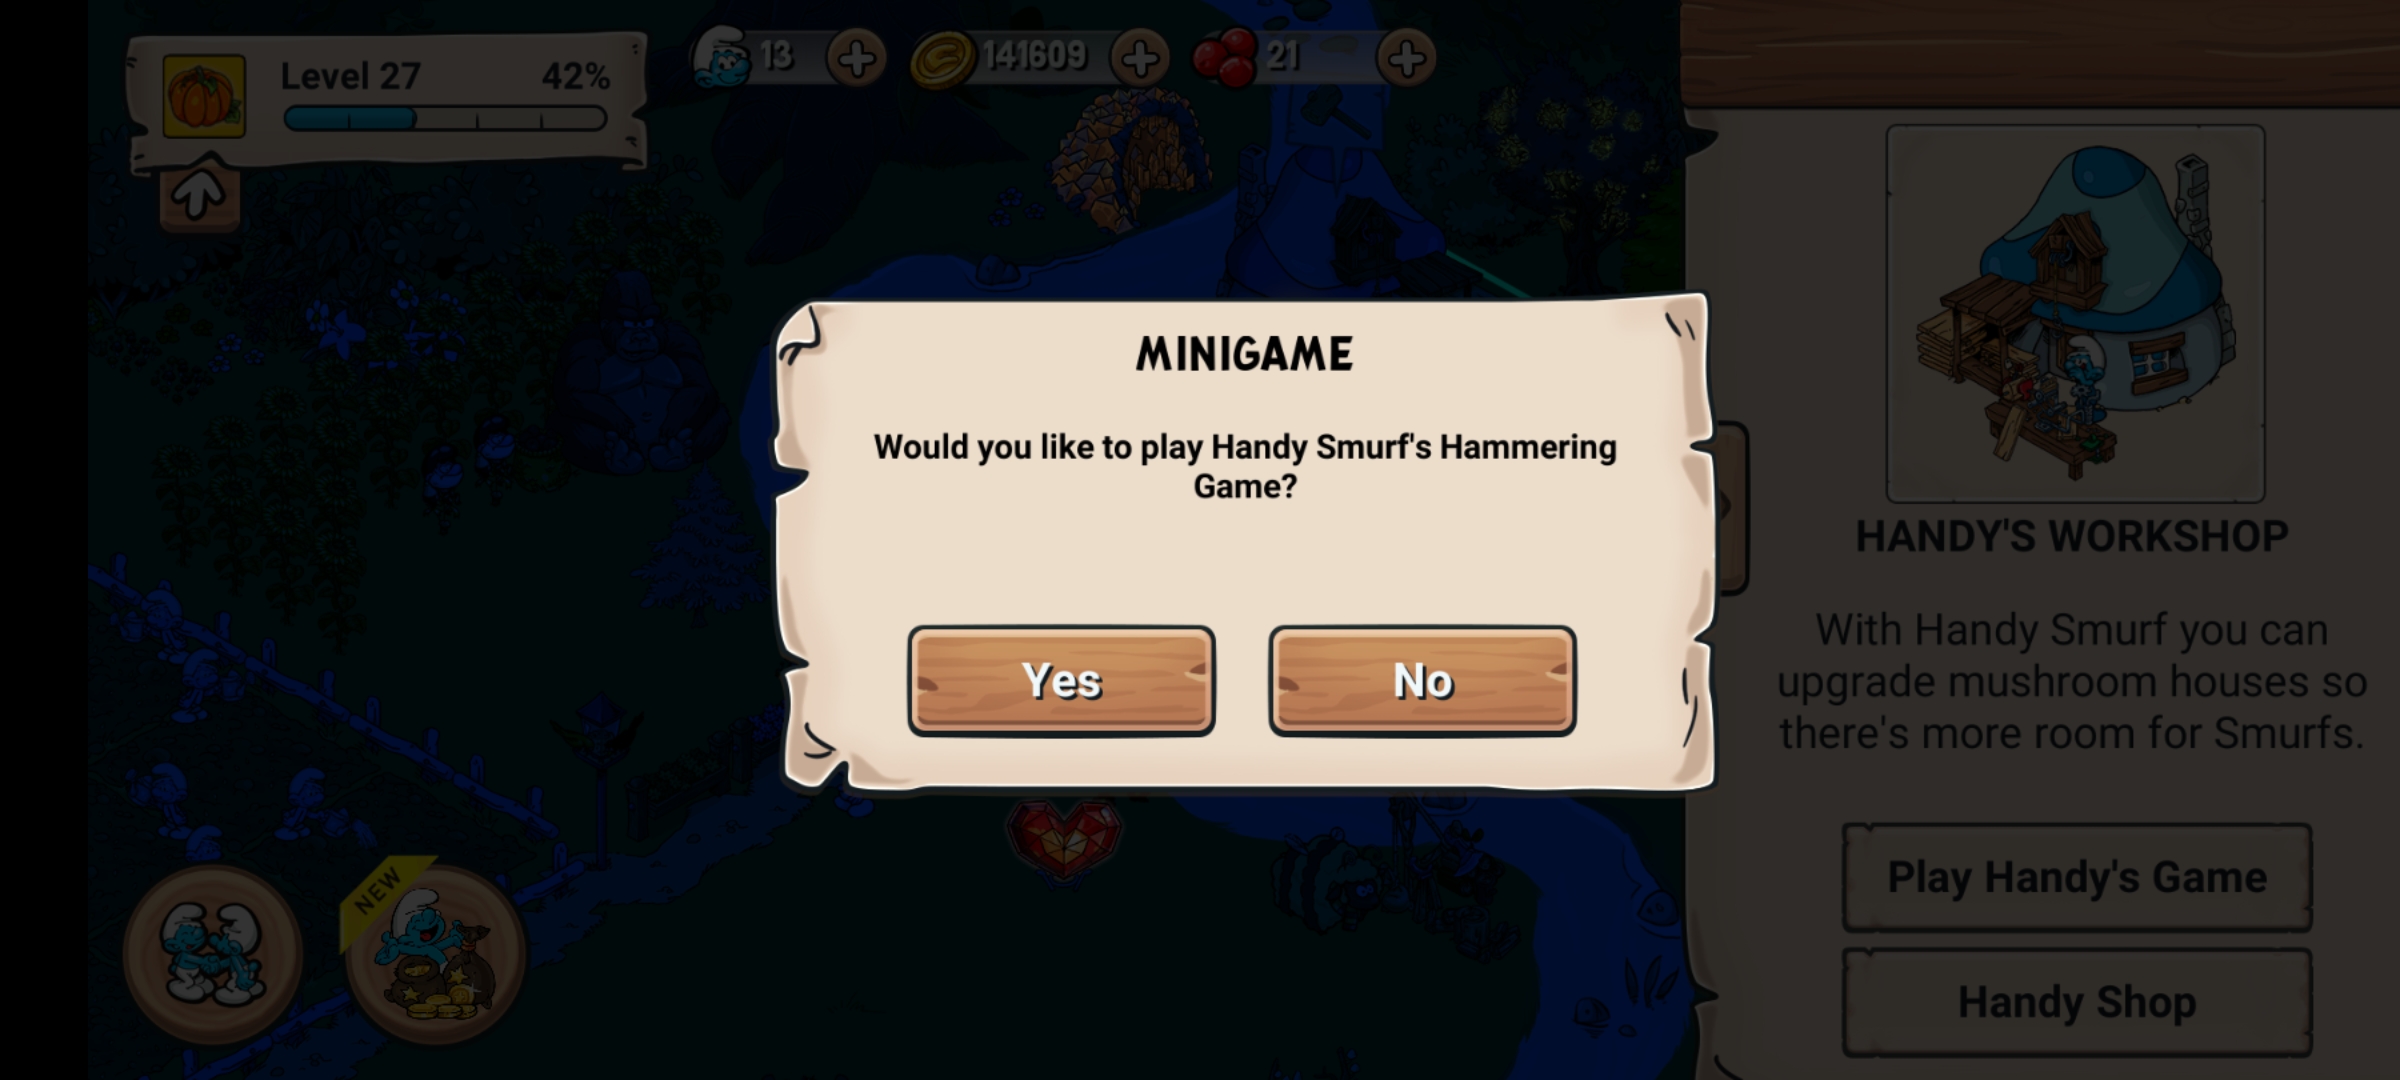 Level 27
42%
13
141609
21
MINIGAME
Would you like to play Handy Smurf's Hammering
Game?
Yes
No
HANDY'S WORKSHOP
With Handy Smurf you can
upgrade mushroom houses so
there's more room for Smurfs.
Play Handy's Game
Handy Shop
NEW